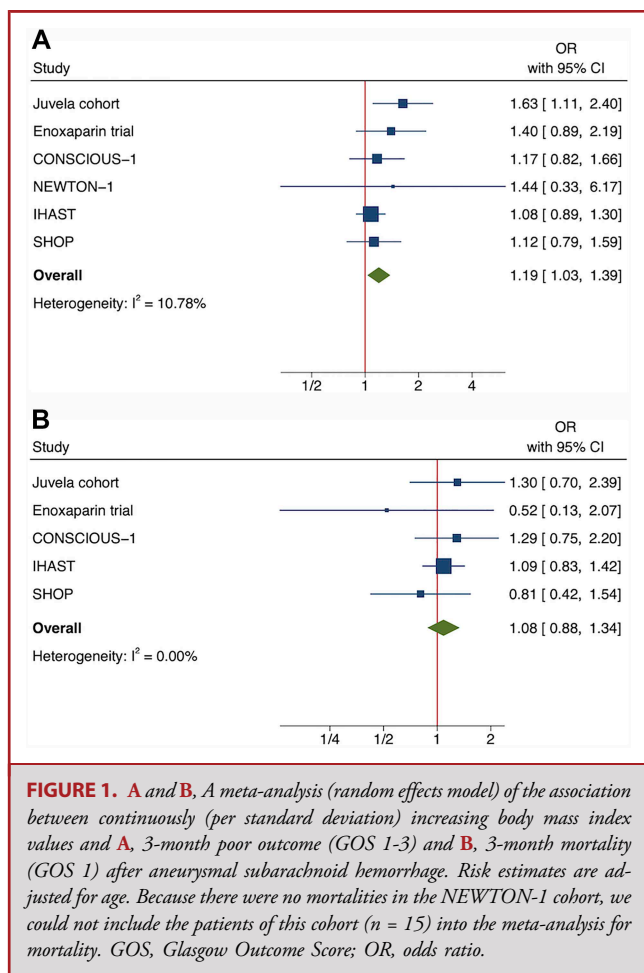 A
OR
Study with 95% CI
Juvela cohort 1.63 [ 1.11, 2.40]
Enoxaparin trial 1.40 [ 0.89, 2.19]
CONSCIOUS−1 1.17 [ 0.82, 1.66]
NEWTON−1 1.44 [ 0.33, 6.17]
IHAST 1.08 [ 0.89, 1.30]
SHOP 1.12 [ 0.79, 1.59]
Overall 1.19 [ 1.03, 1.39]
Heterogeneity: I² = 10.78%
1/2 1 2 4
B
OR
Study with 95% CI
Juvela cohort 1.30 [ 0.70, 2.39]
Enoxaparin trial 0.52 [ 0.13, 2.07]
CONSCIOUS−1 1.29 [ 0.75, 2.20]
IHAST 1.09 [ 0.83, 1.42]
SHOP 0.81 [ 0.42, 1.54]
Overall 1.08 [ 0.88, 1.34]
Heterogeneity: I² = 0.00%
1/4 1/2 1 2
FIGURE 1. A and B, A meta-analysis (random effects model) of the association
between continuously (per standard deviation) increasing body mass index
values and A, 3-month poor outcome (GOS 1-3) and B, 3-month mortality
(GOS 1) after aneurysmal subarachnoid hemorrhage. Risk estimates are ad-
justed for age. Because there were no mortalities in the NEWTON-1 cohort, we
could not include the patients of this cohort (n = 15) into the meta-analysis for
mortality. GOS, Glasgow Outcome Score; OR, odds ratio.